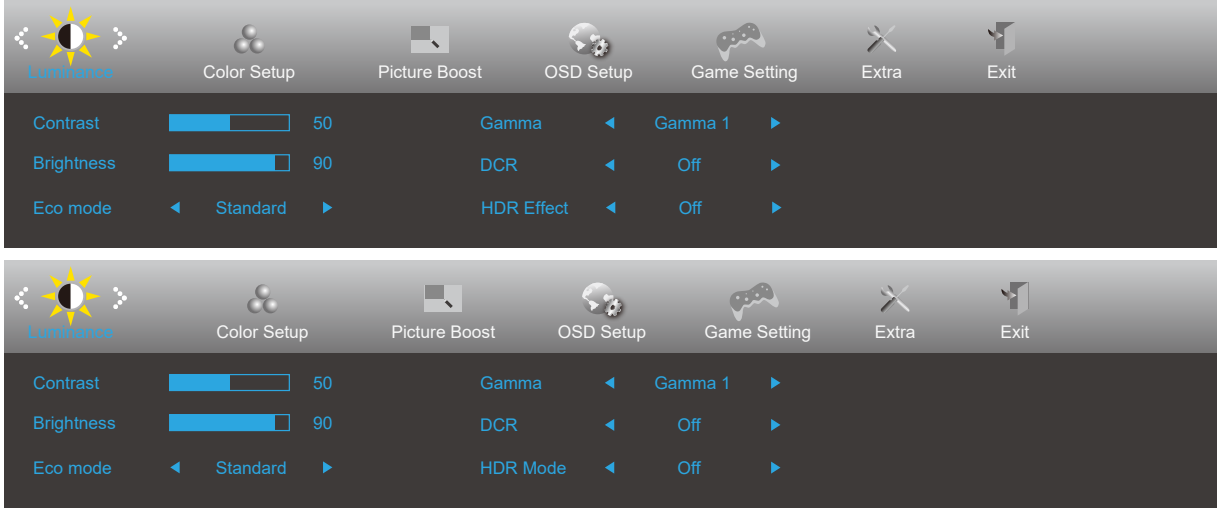 Luminance Color Setup Picture Boost OSD Setup Game Setting Extra Exit
Contrast 50 Gamma Gamma 1
Brightness 90 DCR Off
Eco mode Standard HDR Effect Off
Luminance Color Setup Picture Boost OSD Setup Game Setting Extra Exit
Contrast 50 Gamma Gamma 1
Brightness 90 DCR Off
Eco mode Standard HDR Mode Off